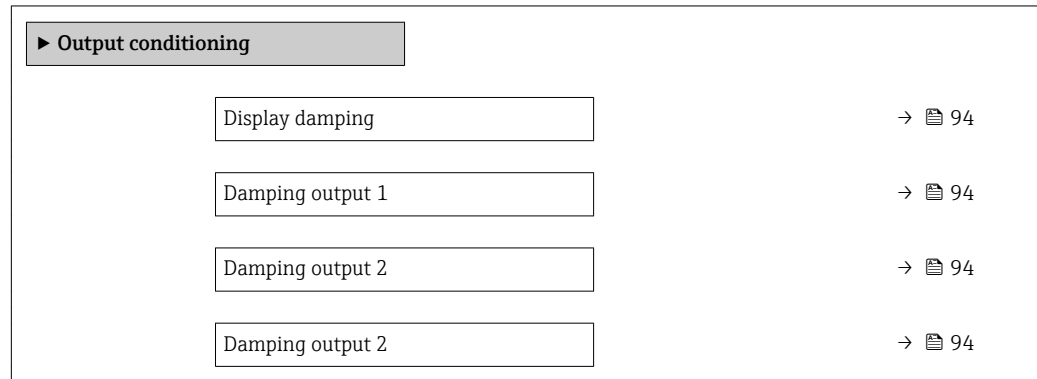 ▶ Output conditioning
Display damping → 94
Damping output 1 → 94
Damping output 2 → 94
Damping output 2 → 94